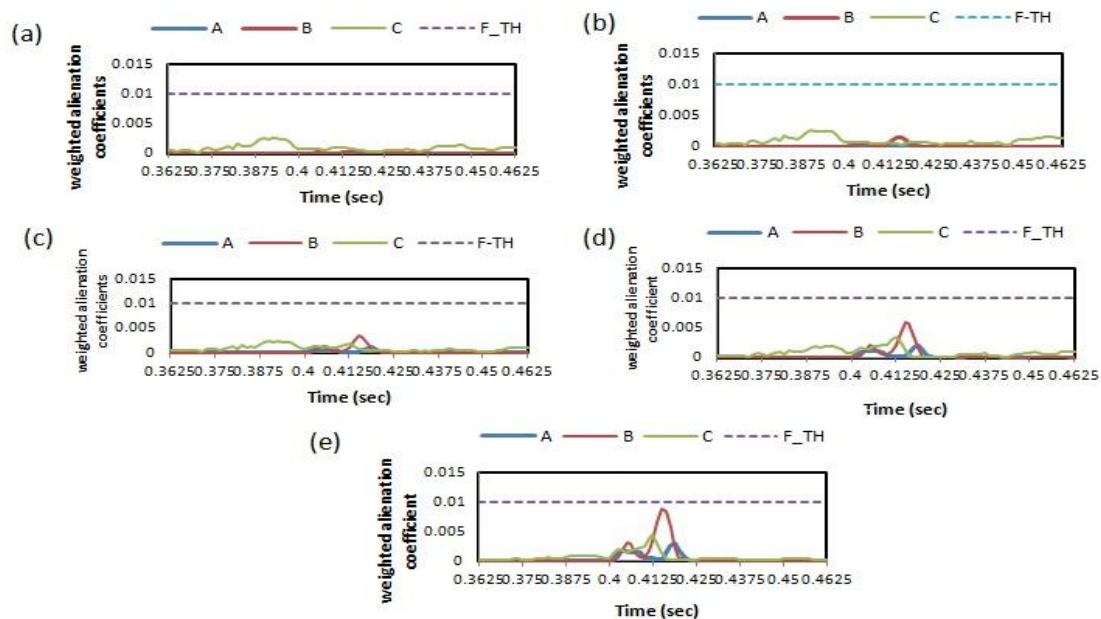 (a)
A B C F_TH
weighted alienation
coefficients
0.015
0.01
0.005
0
0.3625 0.3755 0.3875 0.4 0.4125 0.425 0.4375 0.45 0.4625
Time (sec)
(b)
A B C F-TH
weighted alienation
coefficients
0.015
0.01
0.005
0
0.3625 0.375 0.3875 0.4 0.4125 0.425 0.4375 0.45 0.4625
Time (sec)
(c)
A B C F-TH
weighted alienation
coefficients
0.015
0.01
0.005
0
0.3625 0.375 0.3875 0.4 0.4125 0.425 0.4375 0.45 0.4625
Time (sec)
(d)
A B C F_TH
weighted alienation
coefficient
0.015
0.01
0.005
0
0.3625 0.375 0.3875 0.4 0.4125 0.425 0.4375 0.45 0.4625
Time (sec)
(e)
A B C F_TH
weighted alienation
coefficient
0.015
0.01
0.005
0
0.3625 0.375 0.3875 0.4 0.4125 0.425 0.4375 0.45 0.4625
Time (sec)